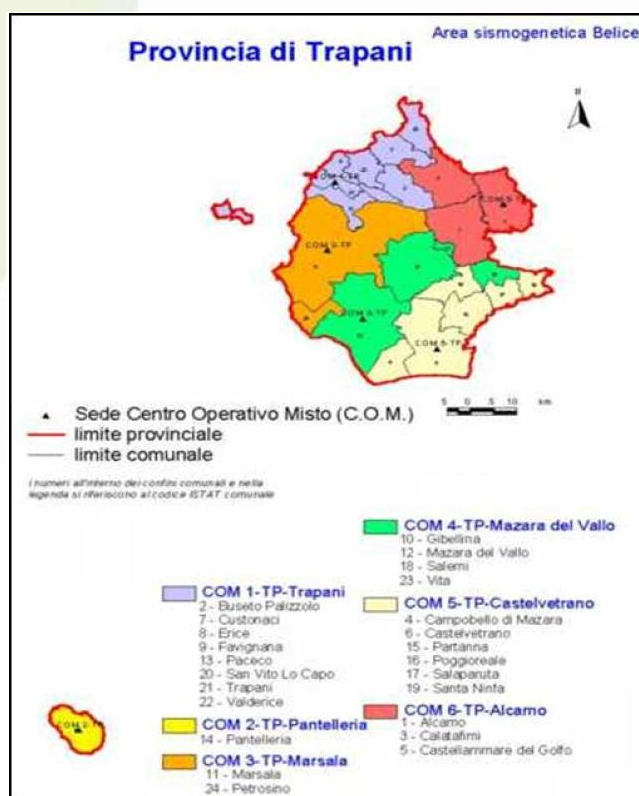 Provincia di Trapani
Area sismogenetica Belice
COM 3-TP
COM 5-TP
5 0 5 10 km
Sede Centro Operativo Misto (C.O.M.)
limite provinciale
limite comunale
I numeri all'interno dei confini comunali e nella
legenda si riferiscono al codice ISTAT comunale
COM 1-TP-Trapani
2 - Buseto Palizzolo
7 - Custonaci
8 - Erice
9 - Favignana
13 - Paceco
20 - San Vito Lo Capo
21 - Trapani
22 - Valderice
COM 2-TP-Pantelleria
14 - Pantelleria
COM 3-TP-Marsala
11 - Marsala
24 - Petrosino
COM 4-TP-Mazara del Vallo
10 - Gibellina
12 - Mazara del Vallo
18 - Salemi
23 - Vita
COM 5-TP-Castelvetrano
4 - Campobello di Mazara
6 - Castelvetrano
15 - Partanna
16 - Poggioreale
17 - Salaparuta
19 - Santa Ninfa
COM 6-TP-Alcamo
1 - Alcamo
3 - Calatafimi
5 - Castellammare del Golfo